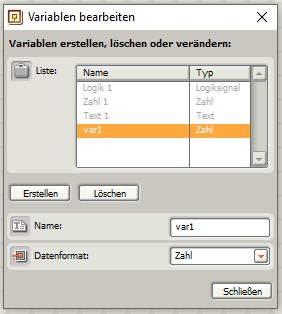 Variablen bearbeiten
Variablen erstellen, löschen oder verändern:
Liste:
Name Typ
Logik 1 Logiksignal
Zahl 1 Zahl
Text 1 Text
var1 Zahl
Erstellen Löschen
Name: var1
Datenformat: Zahl
Schließen